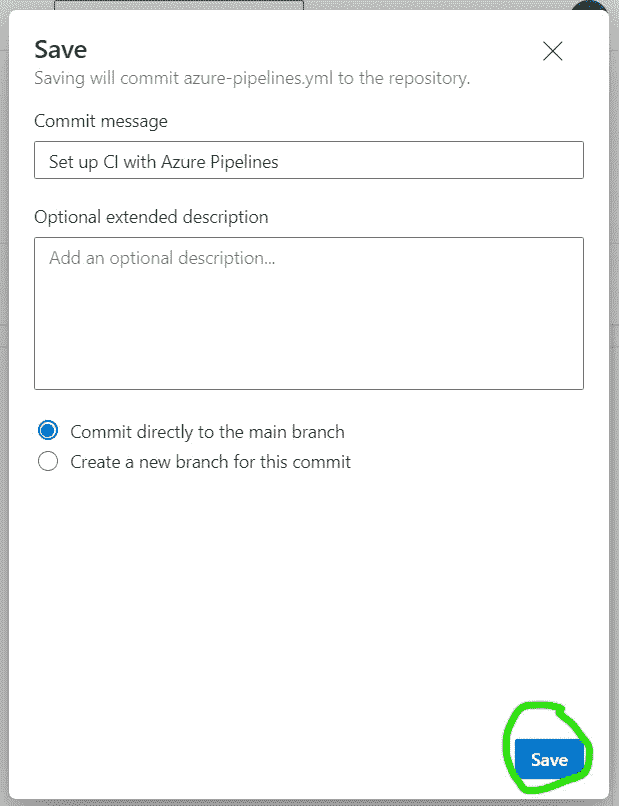 Save
Saving will commit azure-pipelines.yml to the repository.
Commit message
Set up CI with Azure Pipelines
Optional extended description
Add an optional description...
Commit directly to the main branch
Create a new branch for this commit
Save